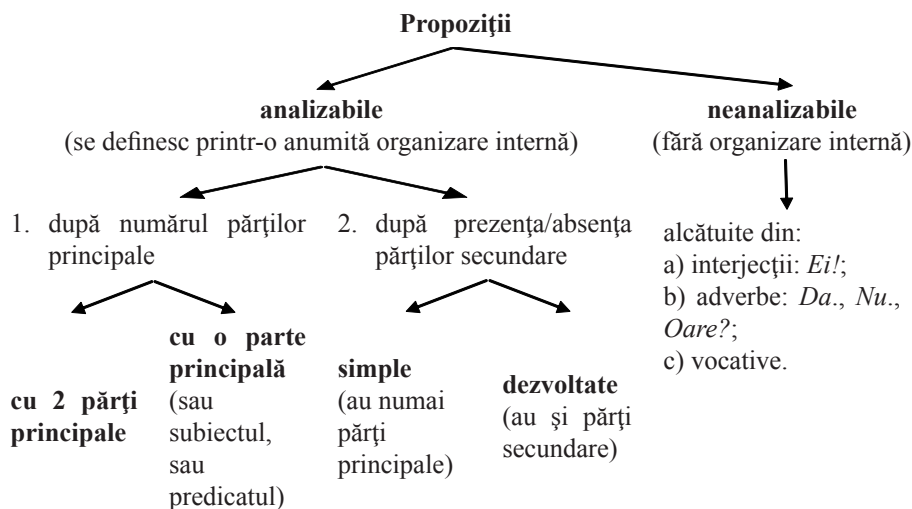 Propoziţii
analizabile
(se definesc printr-o anumită organizare internă)
neanalizabile
(fără organizare internă)
1. după numărul părţilor
principale
2. după prezenţa/absenţa
părţilor secundare
alcătuite din:
a) interjecţii: Ei!;
b) adverbe: Da., Nu.,
Oare?;
c) vocative.
cu 2 părţi
principale
cu o parte
principală
(sau
subiectul,
sau
predicatul)
simple
(au numai
părţi
principale)
dezvoltate
(au şi părţi
secundare)